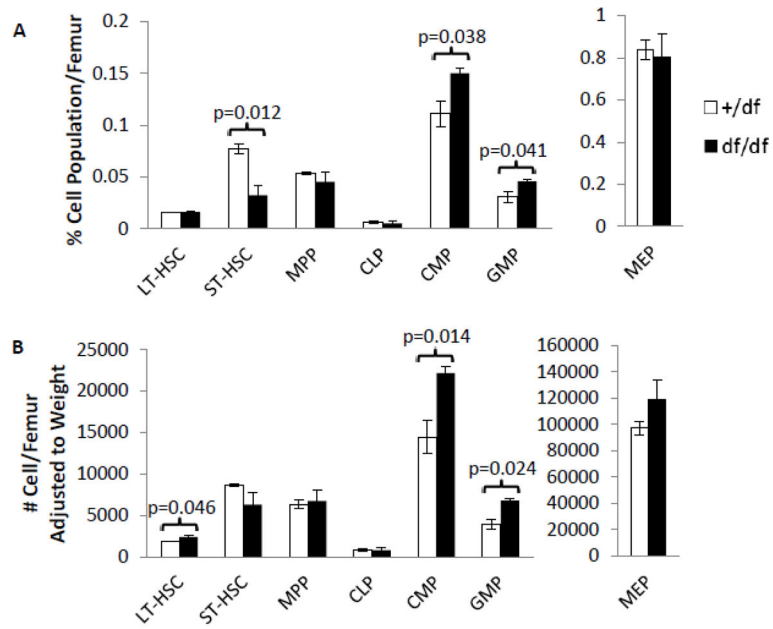 A
% Cell Population/Femur
0.2
0.15
0.1
0.05
0
p=0.012
p=0.038
p=0.041
LT-HSC
ST-HSC
MPP
CLP
CMP
GMP
1
0.8
0.6
0.4
0.2
0
MEP
+/df
df/df
B
# Cell/Femur
Adjusted to Weight
25000
20000
15000
10000
5000
0
p=0.046
p=0.014
p=0.024
LT-HSC
ST-HSC
MPP
CLP
CMP
GMP
160000
140000
120000
100000
80000
60000
40000
20000
0
MEP